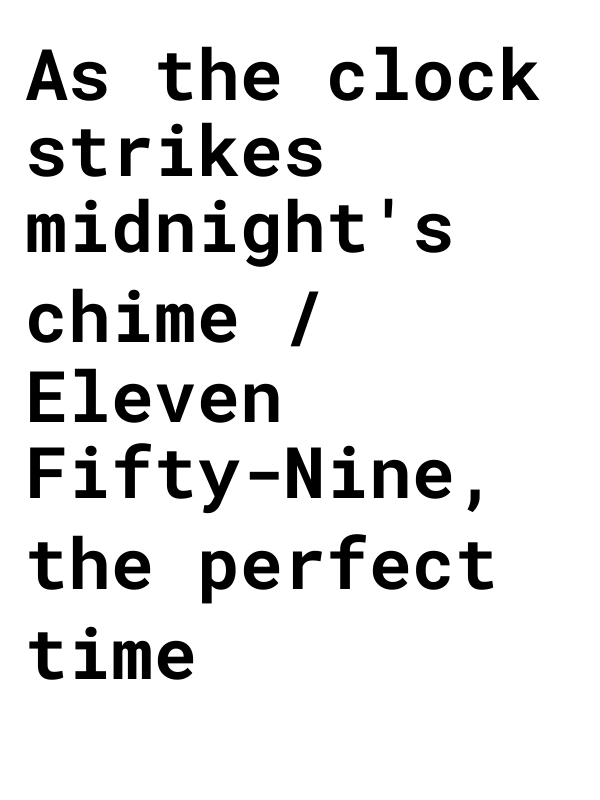 As the clock
strikes
midnight's
chime /
Eleven
Fifty-Nine,
the perfect
time